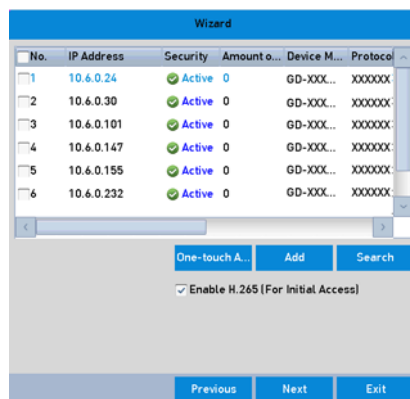 Wizard
No. IP Address Security Amount o... Device M... Protocol
1 10.6.0.24 Active 0 GD-XXX... XXXXXX
2 10.6.0.30 Active 0 GD-XXX... XXXXXX
3 10.6.0.101 Active 0 GD-XXX... XXXXXX
4 10.6.0.147 Active 0 GD-XXX... XXXXXX
5 10.6.0.155 Active 0 GD-XXX... XXXXXX
6 10.6.0.232 Active 0 GD-XXX... XXXXXX
One-touch A... Add Search
Enable H.265 (For Initial Access)
Previous Next Exit